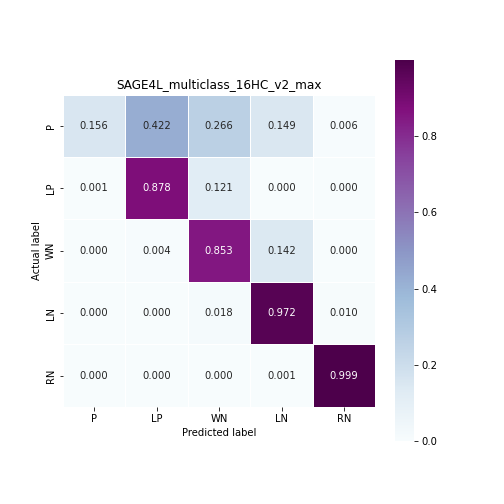 SAGE4L_multiclass_16HC_v2_max
P 0.156 0.422 0.266 0.149 0.006
LP 0.001 0.878 0.121 0.000 0.000
WN 0.000 0.004 0.853 0.142 0.000
LN 0.000 0.000 0.018 0.972 0.010
RN 0.000 0.000 0.000 0.001 0.999
P LP WN LN RN
Predicted label
Actual label
0.8
0.6
0.4
0.2
0.0